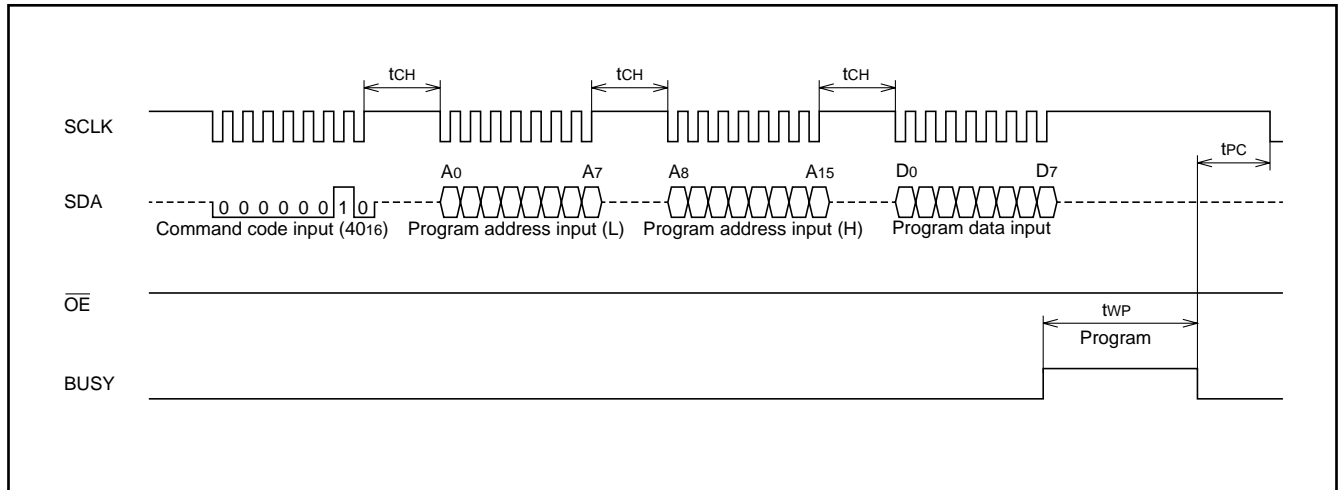 tCH tCH tCH
SCLK
tPC
A0 A7 A8 A15 D0 D7
SDA
0 0 0 0 0 0 1 0
Command code input (4016) Program address input (L) Program address input (H) Program data input
OE
tWP
Program
BUSY